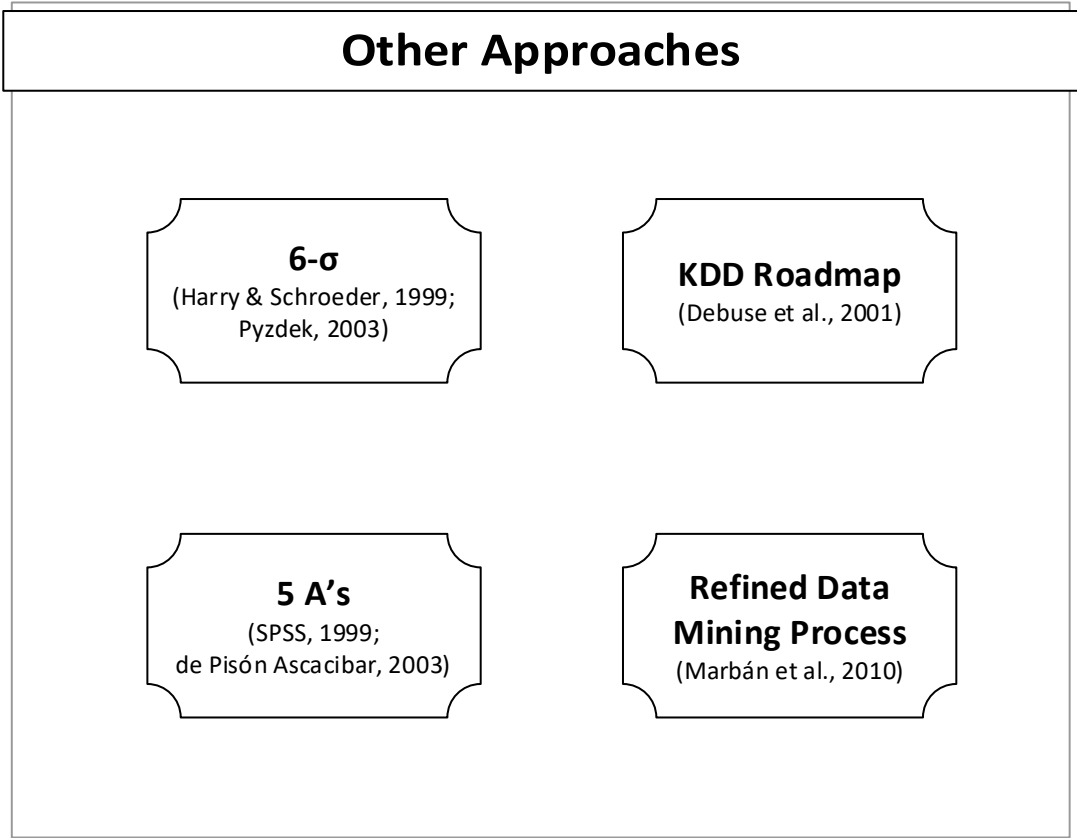 Other Approaches
6-σ
(Harry & Schroeder, 1999;
Pyzdek, 2003)
KDD Roadmap
(Debuse et al., 2001)
5 A’s
(SPSS, 1999;
de Pisón Ascacibar, 2003)
Refined Data
Mining Process
(Marbán et al., 2010)